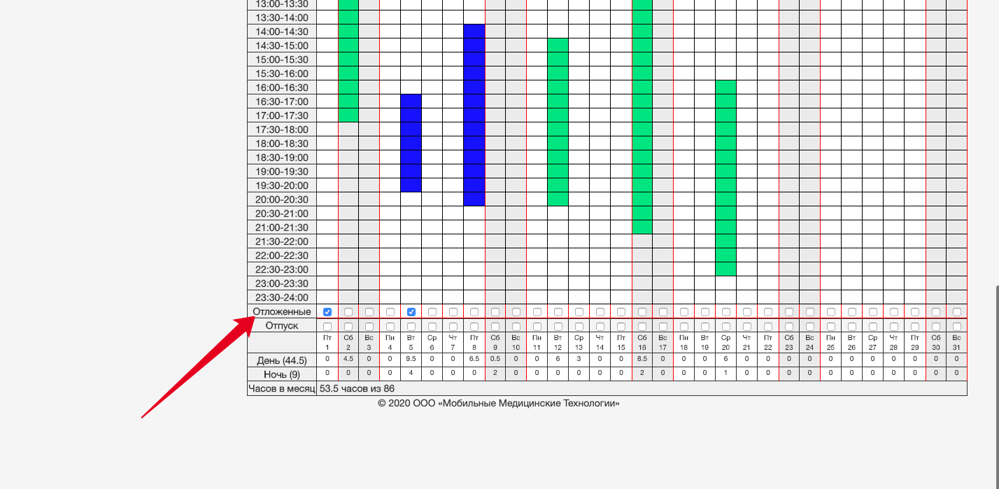 13:00-13:30
13:30-14:00
14:00-14:30
14:30-15:00
15:00-15:30
15:30-16:00
16:00-16:30
16:30-17:00
17:00-17:30
17:30-18:00
18:00-18:30
18:30-19:00
19:00-19:30
19:30-20:00
20:00-20:30
20:30-21:00
21:00-21:30
21:30-22:00
22:00-22:30
22:30-23:00
23:00-23:30
23:30-24:00
Отложенные
Отпуск
Пт Сб Вс Пн Вт Ср Чт Пт Сб Вс Пн Вт Ср Чт Пт Сб Вс Пн Вт Ср Чт Пт Сб Вс Пн Вт Ср Чт Пт Сб Вс
1 2 3 4 5 6 7 8 9 10 11 12 13 14 15 16 17 18 19 20 21 22 23 24 25 26 27 28 29 30 31
День (44.5) 0 4.5 0 0 9.5 0 0 6.5 0.5 0 0 6 3 0 0 8.5 0 0 0 6 0 0 0 0 0 0 0 0 0 0 0
Ночь (9) 0 0 0 0 4 0 0 0 2 0 0 0 0 0 0 2 0 0 0 1 0 0 0 0 0 0 0 0 0 0 0
Часов в месяц 53.5 часов из 86
© 2020 ООО «Мобильные Медицинские Технологии»